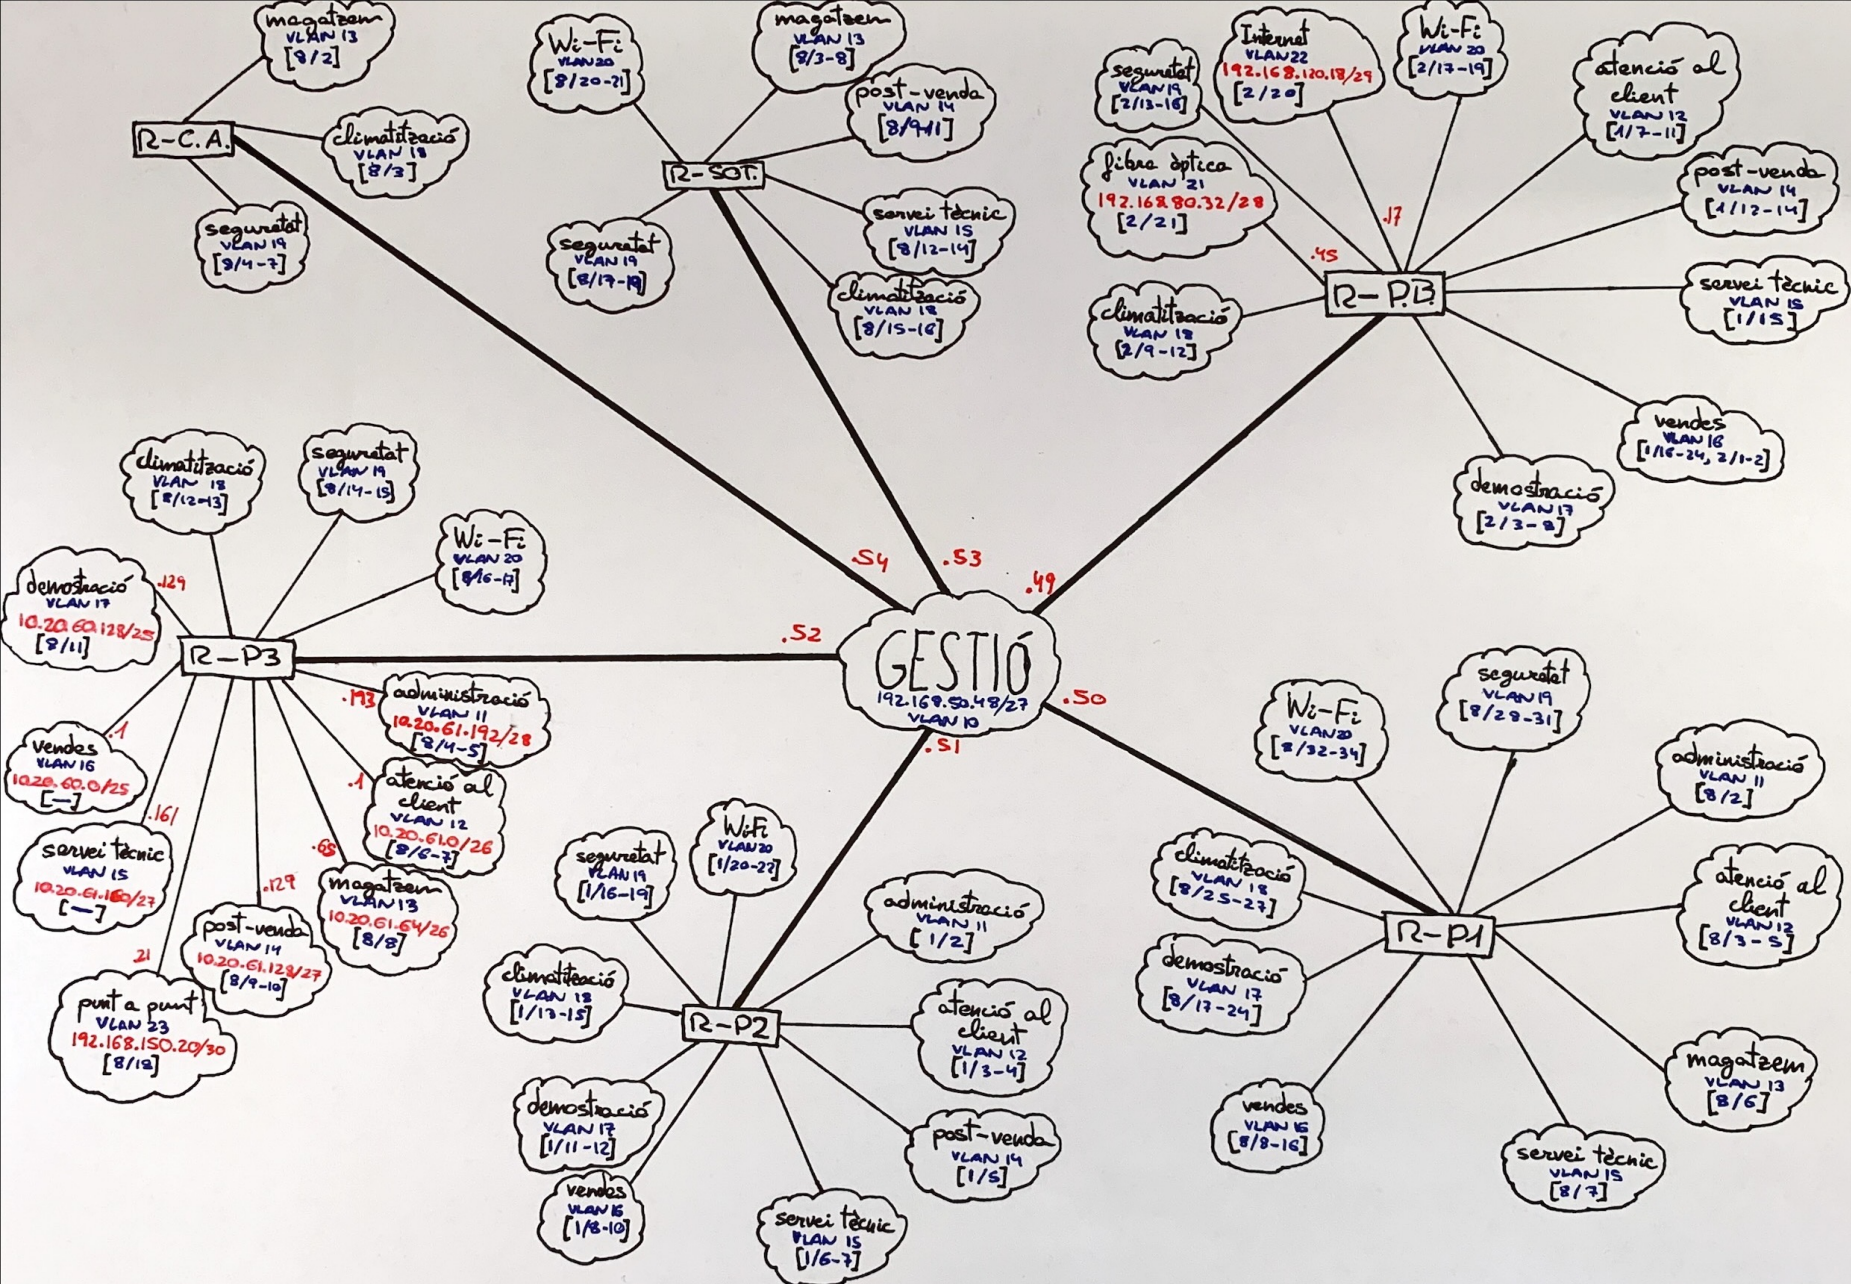 magatzem
VLAN 13
[8/2]
R-C.A.
climatització
VLAN 18
[8/3]
seguretat
VLAN 19
[8/4-7]
Wi-Fi
VLAN 20
[8/20-21]
magatzem
VLAN 13
[8/3-8]
post-venda
VLAN 14
[8/9-11]
R-SOT.
servei tècnic
VLAN 15
[8/12-14]
seguretat
VLAN 19
[8/17-19]
climatització
VLAN 18
[8/15-16]
seguretat
VLAN 19
[2/13-16]
Internet
VLAN 22
192.168.120.18/29
[2/20]
Wi-Fi
VLAN 20
[2/17-19]
atenció al
client
VLAN 12
[1/7-11]
fibra òptica
VLAN 21
192.168.80.32/28
[2/21]
post-venda
VLAN 14
[1/12-14]
.17
.45
R-P.B.
servei tècnic
VLAN 15
[1/15]
climatització
VLAN 18
[2/9-12]
vendes
VLAN 16
[1/16-24, 2/1-2]
demostració
VLAN 17
[2/3-8]
climatització
VLAN 18
[8/12-13]
seguretat
VLAN 19
[8/14-15]
Wi-Fi
VLAN 20
[8/16-17]
demostració
VLAN 17
10.20.60.128/25
[8/11]
.129
R-P3
.54
.53
.49
.52
GESTIÓ
192.168.50.48/27
VLAN 10
.50
.51
.193
administració
VLAN 11
10.20.61.192/28
[8/4-5]
.1
vendes
VLAN 16
10.20.60.0/25
[—]
.1
atenció al
client
VLAN 12
10.20.61.0/26
[8/6-7]
.161
servei tècnic
VLAN 15
10.20.61.160/27
[—]
.65
magatzem
VLAN 13
10.20.61.64/26
[8/8]
.129
post-venda
VLAN 14
10.20.61.128/27
[8/9-10]
.21
punt a punt
VLAN 23
192.168.150.20/30
[8/18]
seguretat
VLAN 19
[1/16-19]
WiFi
VLAN 20
[1/20-22]
administració
VLAN 11
[1/2]
climatització
VLAN 18
[1/13-15]
R-P2
atenció al
client
VLAN 12
[1/3-4]
demostració
VLAN 17
[1/11-12]
post-venda
VLAN 14
[1/5]
vendes
VLAN 16
[1/8-10]
servei tècnic
VLAN 15
[1/6-7]
Wi-Fi
VLAN 20
[8/32-34]
seguretat
VLAN 19
[8/28-31]
administració
VLAN 11
[8/2]
climatització
VLAN 18
[8/25-27]
atenció al
client
VLAN 12
[8/3-5]
R-P1
demostració
VLAN 17
[8/17-24]
magatzem
VLAN 13
[8/6]
vendes
VLAN 16
[8/8-16]
servei tècnic
VLAN 15
[8/7]